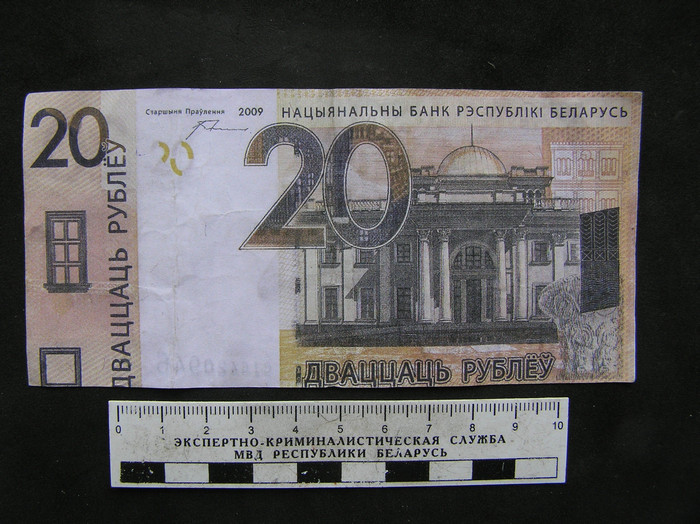 20
Старшыня Праўлення 2009
НАЦЫЯНАЛЬНЫ БАНК РЭСПУБЛІКІ БЕЛАРУСЬ
20
20
ДВАЦЦАЦЬ РУБЛЁЎ
ДВАЦЦАЦЬ РУБЛЁЎ
0 1 2 3 4 5 6 7 8 9 10
ЭКСПЕРТНО-КРИМИНАЛИСТИЧЕСКАЯ СЛУЖБА
МВД РЕСПУБЛИКИ БЕЛАРУСЬ